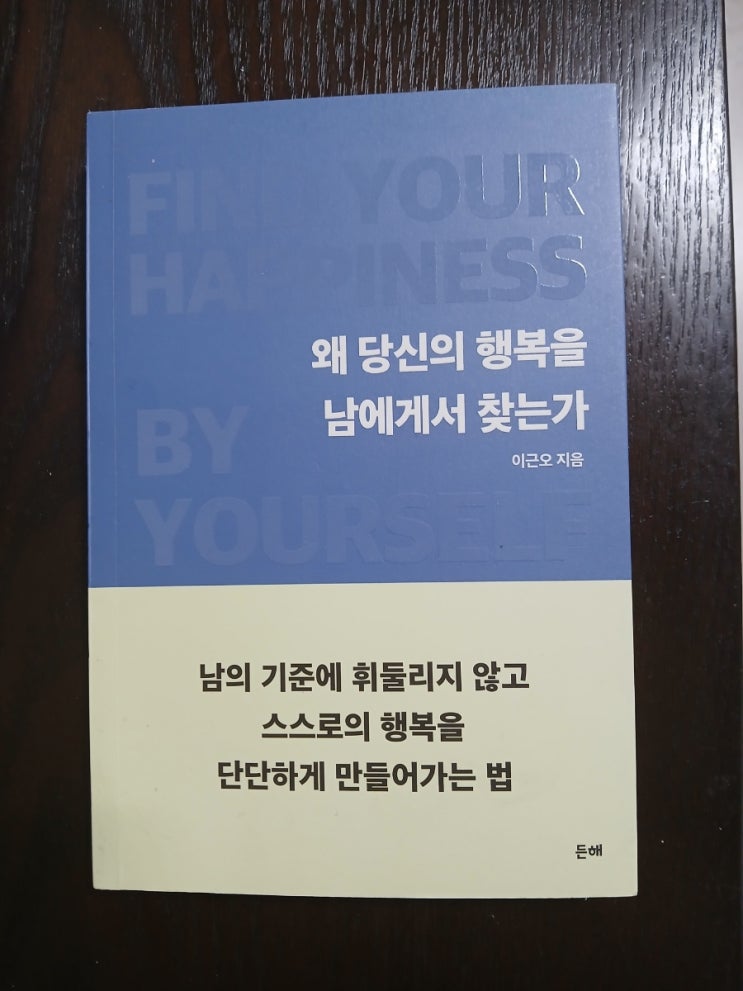 FIND YOUR
HAPPINESS
왜 당신의 행복을
남에게서 찾는가
이근오 지음
BY
YOURSELF
남의 기준에 휘둘리지 않고
스스로의 행복을
단단하게 만들어가는 법
든해